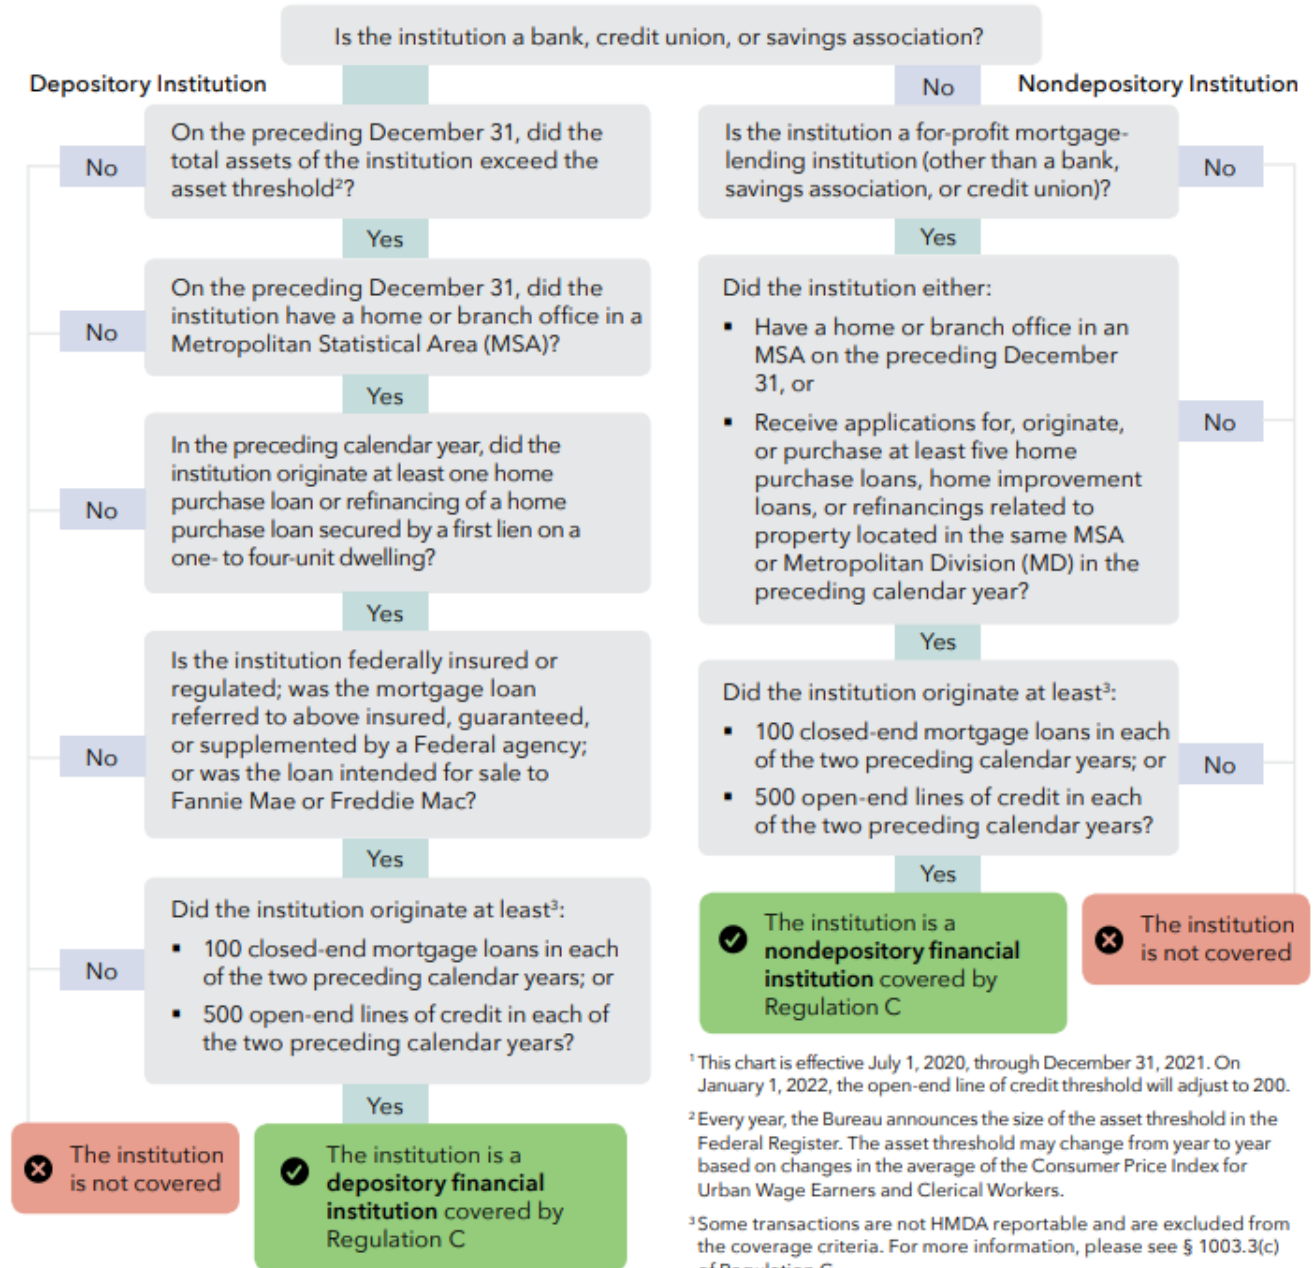 Is the institution a bank, credit union, or savings association?
Depository Institution
No
Nondepository Institution
On the preceding December 31, did the
total assets of the institution exceed the
asset threshold²?
No
Yes
On the preceding December 31, did the
institution have a home or branch office in a
Metropolitan Statistical Area (MSA)?
No
Yes
In the preceding calendar year, did the
institution originate at least one home
purchase loan or refinancing of a home
purchase loan secured by a first lien on a
one- to four-unit dwelling?
No
Yes
Is the institution federally insured or
regulated; was the mortgage loan
referred to above insured, guaranteed,
or supplemented by a Federal agency;
or was the loan intended for sale to
Fannie Mae or Freddie Mac?
No
Yes
Did the institution originate at least³:
▪ 100 closed-end mortgage loans in each
of the two preceding calendar years; or
▪ 500 open-end lines of credit in each of
the two preceding calendar years?
No
Yes
The institution
is not covered
The institution is a
depository financial
institution covered by
Regulation C
Is the institution a for-profit mortgage-
lending institution (other than a bank,
savings association, or credit union)?
No
Yes
Did the institution either:
▪ Have a home or branch office in an
MSA on the preceding December
31, or
▪ Receive applications for, originate,
or purchase at least five home
purchase loans, home improvement
loans, or refinancings related to
property located in the same MSA
or Metropolitan Division (MD) in the
preceding calendar year?
No
Yes
Did the institution originate at least³:
▪ 100 closed-end mortgage loans in each
of the two preceding calendar years; or
▪ 500 open-end lines of credit in each
of the two preceding calendar years?
No
Yes
The institution is a
nondepository financial
institution covered by
Regulation C
The institution
is not covered
¹ This chart is effective July 1, 2020, through December 31, 2021. On
January 1, 2022, the open-end line of credit threshold will adjust to 200.
² Every year, the Bureau announces the size of the asset threshold in the
Federal Register. The asset threshold may change from year to year
based on changes in the average of the Consumer Price Index for
Urban Wage Earners and Clerical Workers.
³ Some transactions are not HMDA reportable and are excluded from
the coverage criteria. For more information, please see § 1003.3(c)
of Regulation C